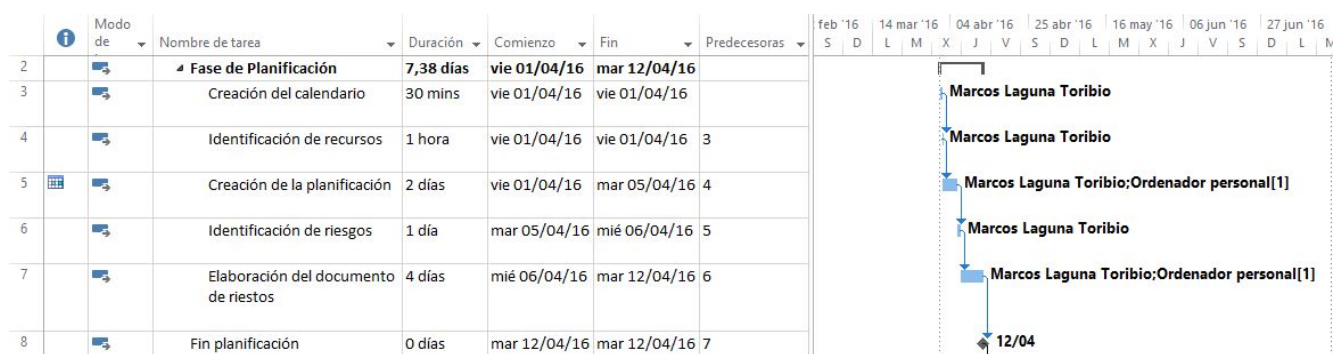 Modo de Nombre de tarea Duración Comienzo Fin Predecesoras
feb '16 14 mar '16 04 abr '16 25 abr '16 16 may '16 06 jun '16 27 jun '16
S D L M X J V S D L M X J V S D L M
2 Fase de Planificación 7,38 días vie 01/04/16 mar 12/04/16
3 Creación del calendario 30 mins vie 01/04/16 vie 01/04/16 Marcos Laguna Toribio
4 Identificación de recursos 1 hora vie 01/04/16 vie 01/04/16 3 Marcos Laguna Toribio
5 Creación de la planificación 2 días vie 01/04/16 mar 05/04/16 4 Marcos Laguna Toribio;Ordenador personal[1]
6 Identificación de riesgos 1 día mar 05/04/16 mié 06/04/16 5 Marcos Laguna Toribio
7 Elaboración del documento 4 días mié 06/04/16 mar 12/04/16 6 Marcos Laguna Toribio;Ordenador personal[1]
de riestos
8 Fin planificación 0 días mar 12/04/16 mar 12/04/16 7 12/04